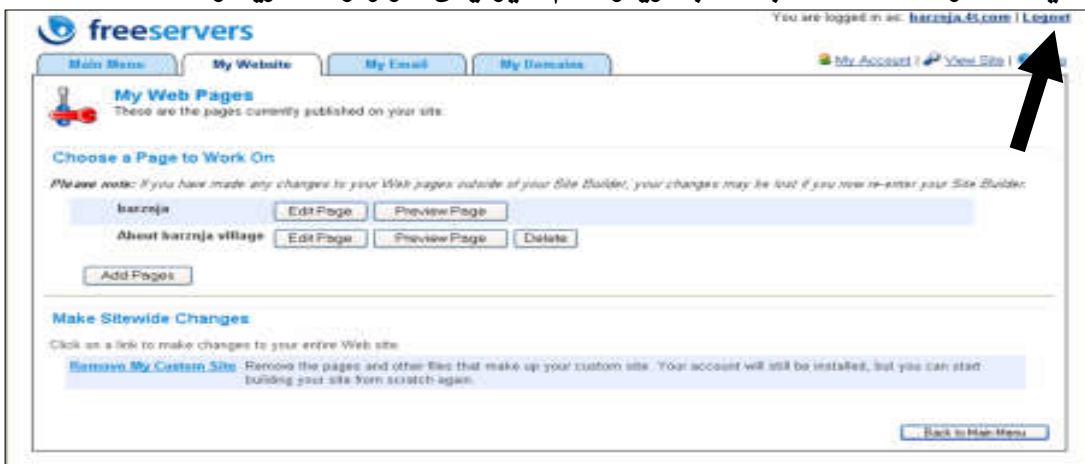 You are logged in as: barznja.4t.com | Logout
freeservers
Main Menu My Website My Email My Domains
My Account | View Site |
My Web Pages
These are the pages currently published on your site.
Choose a Page to Work On
Please note: If you have made any changes to your Web pages outside of your Site Builder, your changes may be lost if you now re-enter your Site Builder.
barznja Edit Page Preview Page
About barznja village Edit Page Preview Page Delete
Add Pages
Make Sitewide Changes
Click on a link to make changes to your entire Web site.
Remove My Custom Site Remove the pages and other files that make up your custom site. Your account will still be installed, but you can start
building your site from scratch again.
Back to Main Menu